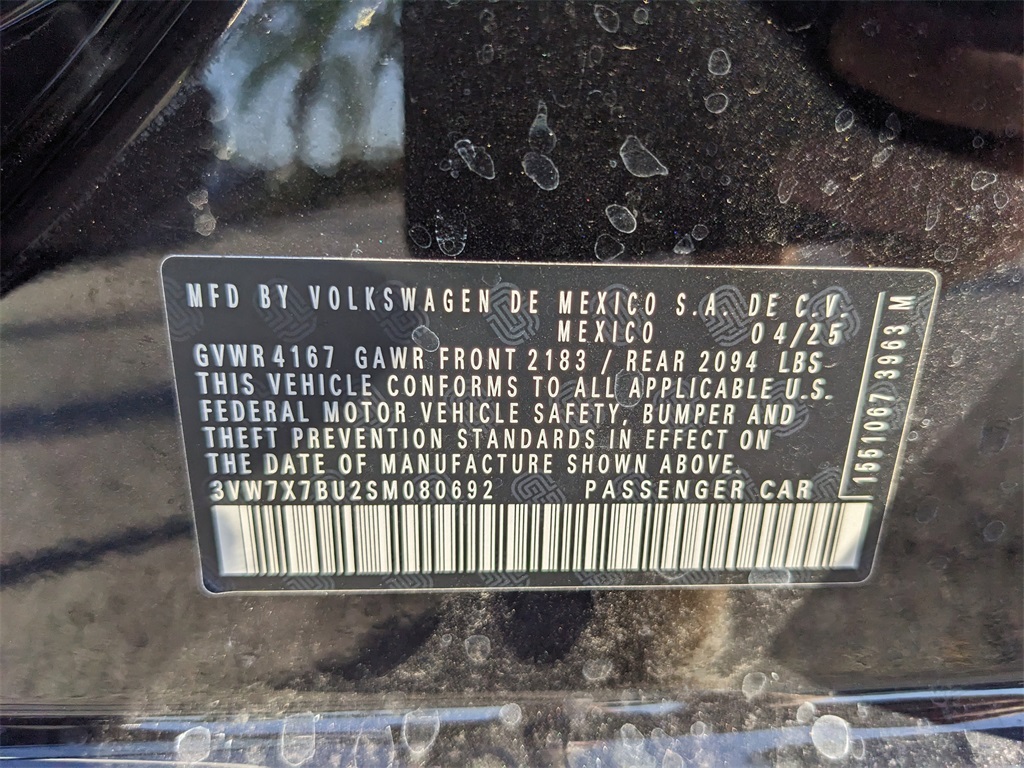 MFD BY VOLKSWAGEN DE MEXICO S.A. DE C.V.
MEXICO 04/25
GVWR 4167 GAWR FRONT 2183 / REAR 2094 LBS
THIS VEHICLE CONFORMS TO ALL APPLICABLE U.S.
FEDERAL MOTOR VEHICLE SAFETY, BUMPER AND
THEFT PREVENTION STANDARDS IN EFFECT ON
THE DATE OF MANUFACTURE SHOWN ABOVE.
3VW7X7BU2SM080692 PASSENGER CAR
1551067 3963 M